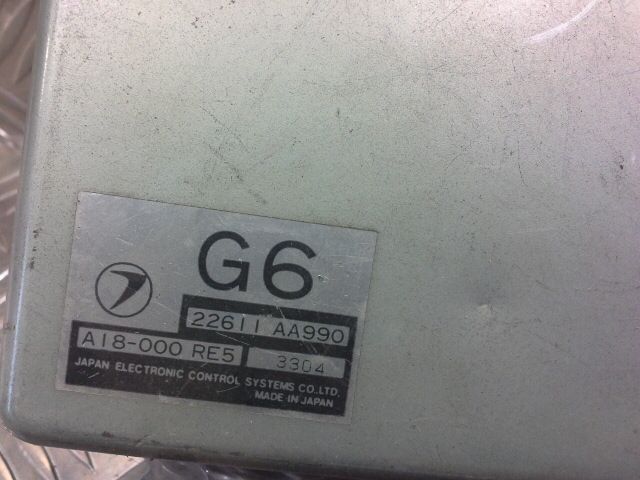 G6
22611 AA990
A18-000 RE5 3304
JAPAN ELECTRONIC CONTROL SYSTEMS CO.,LTD.
MADE IN JAPAN